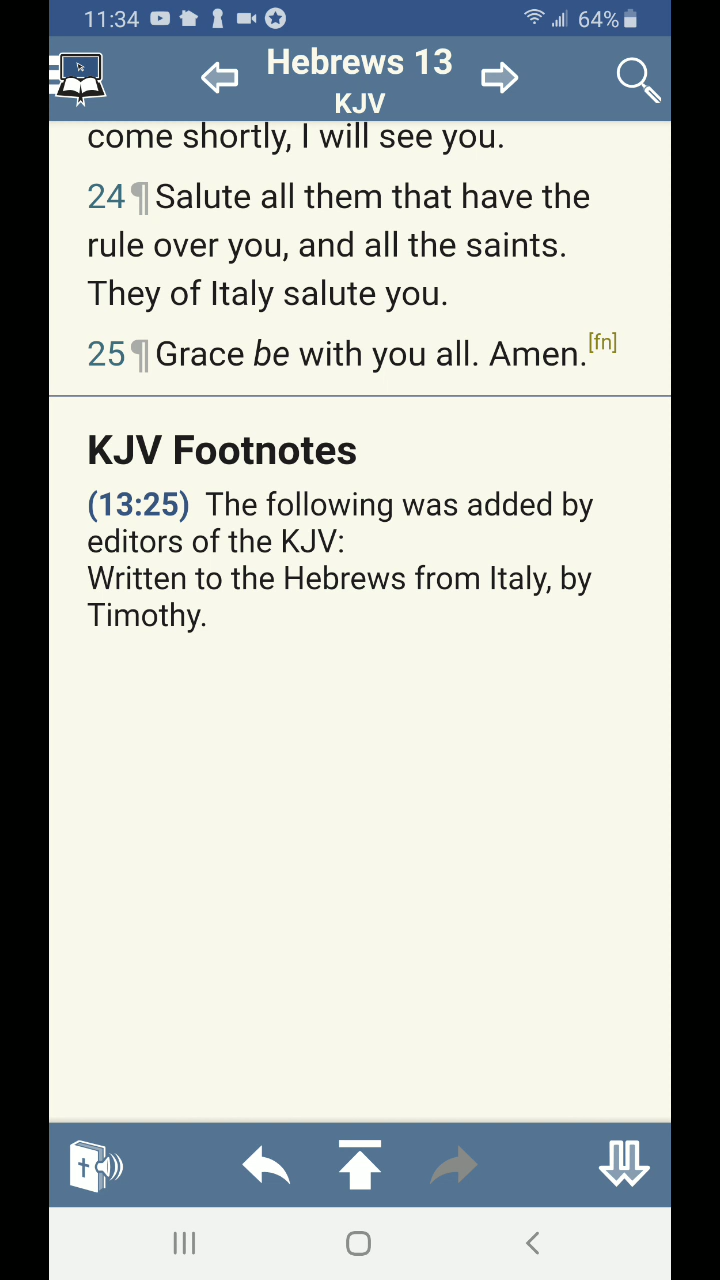 11:34
64%
Hebrews 13
KJV
come shortly, I will see you.
24 ¶ Salute all them that have the
rule over you, and all the saints.
They of Italy salute you.
25 ¶ Grace be with you all. Amen.[fn]
KJV Footnotes
(13:25) The following was added by
editors of the KJV:
Written to the Hebrews from Italy, by
Timothy.